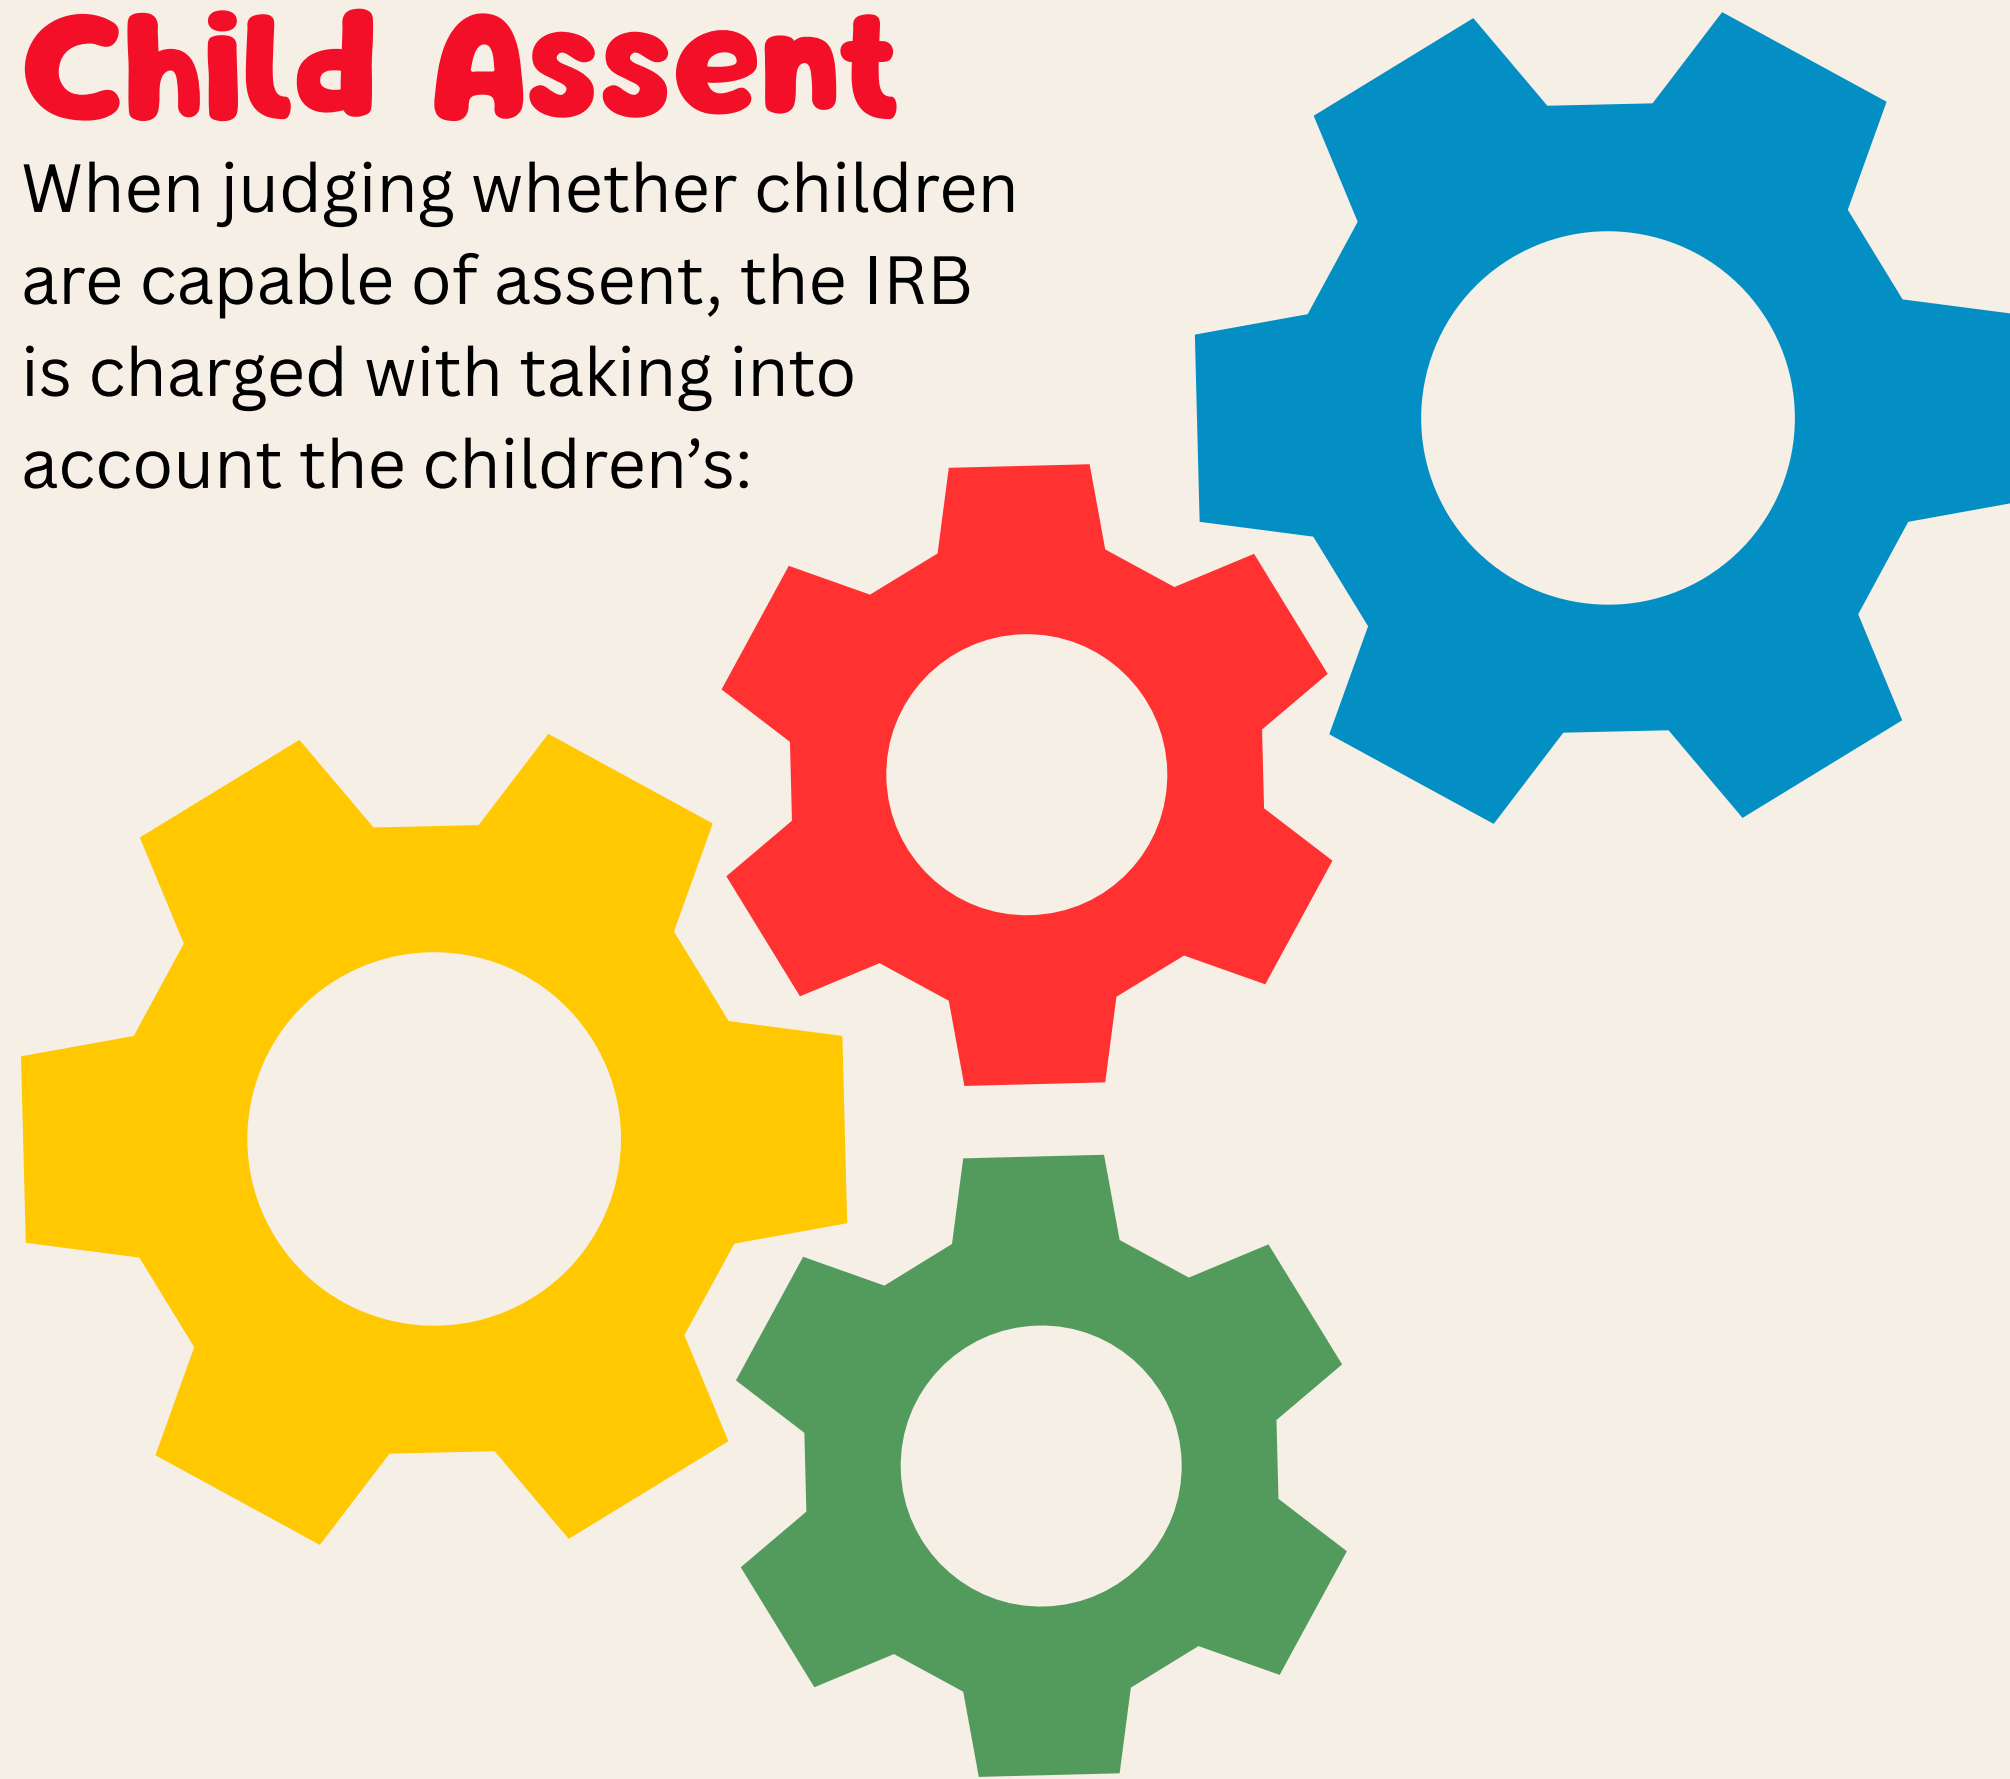 Child Assent
When judging whether children
are capable of assent, the IRB
is charged with taking into
account the children’s: